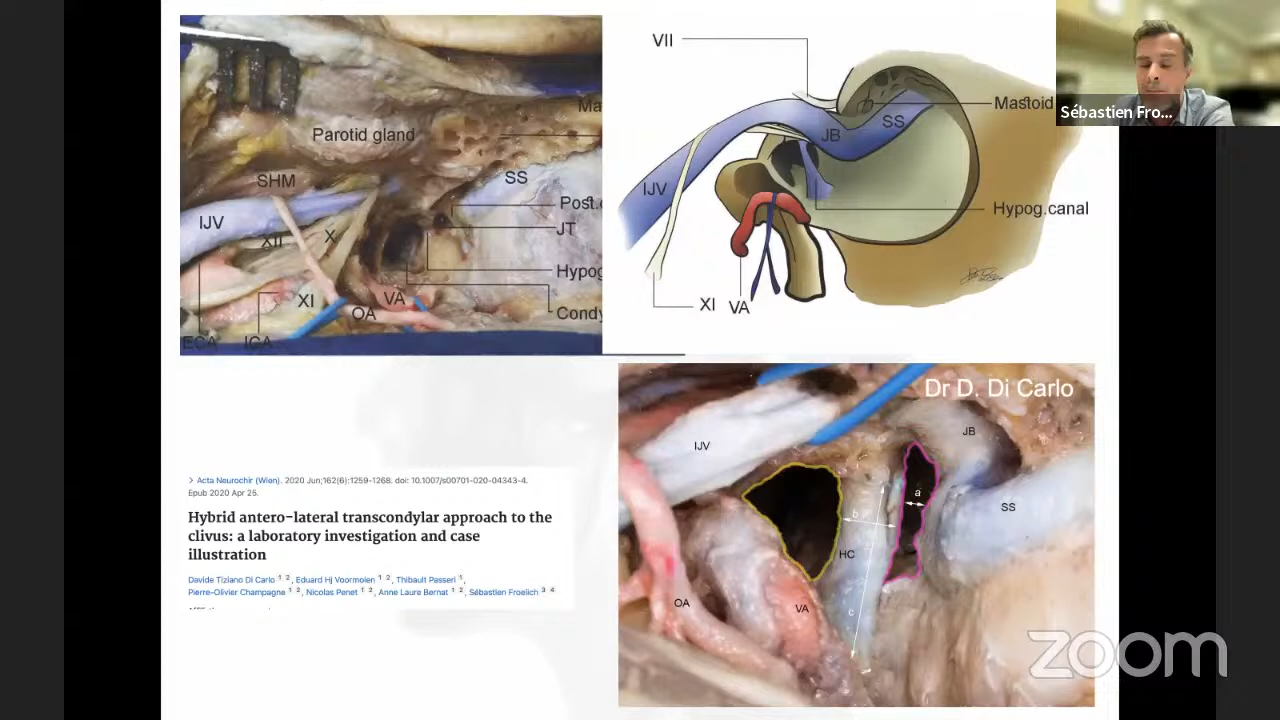 Parotid gland
Ma
SHM
SS
IJV
Post.
XII
X
JT
Hypog
XI
VA
OA
Condy
ECA
ICA
VII
Mastoid
JB
SS
IJV
Hypog.canal
XI
VA
Sébastien Fro...
> Acta Neurochir (Wien). 2020 Jun;162(6):1259-1268. doi: 10.1007/s00701-020-04343-4.
Epub 2020 Apr 25.
Hybrid antero-lateral transcondylar approach to the
clivus: a laboratory investigation and case
illustration
Davide Tiziano Di Carlo 1 2, Eduard Hj Voormolen 1 2, Thibault Passeri 1,
Pierre-Olivier Champagne 1 2, Nicolas Penet 1 2, Anne Laure Bernat 1 2, Sébastien Froelich 3 4
Dr D. Di Carlo
IJV
JB
a
SS
b
HC
OA
VA
c
zoom